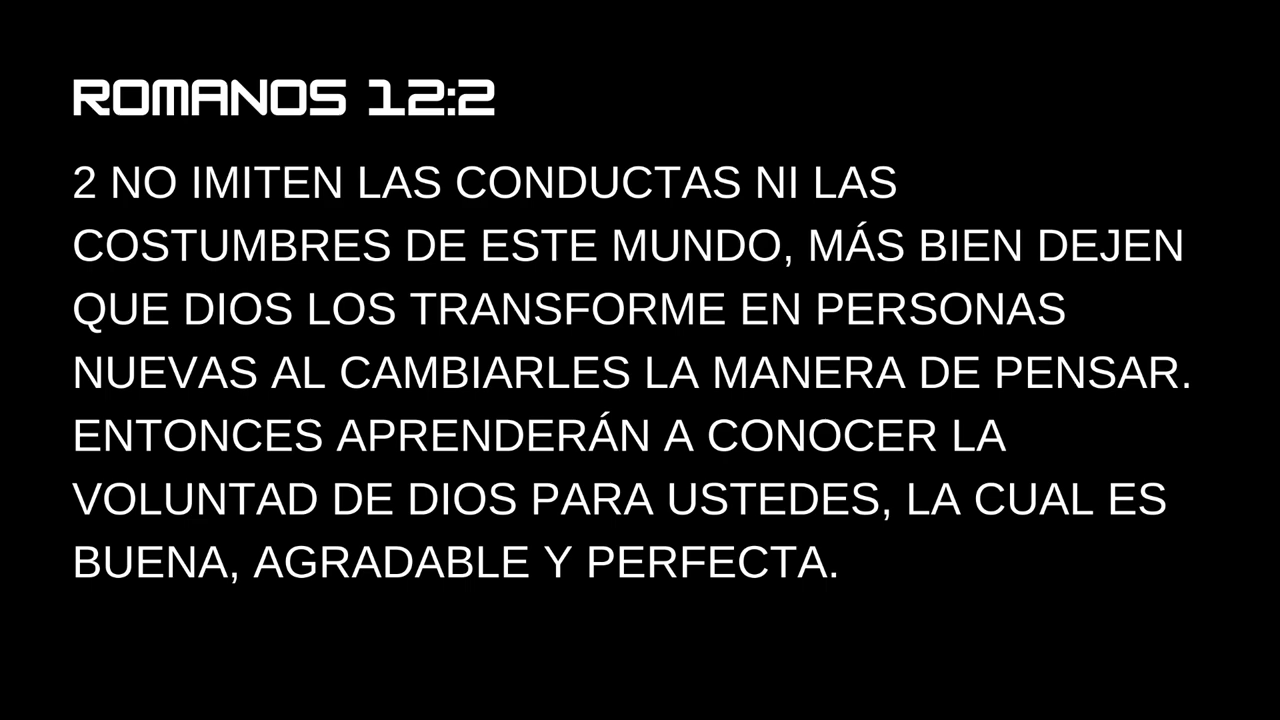 ROMANOS 12:2
2 NO IMITEN LAS CONDUCTAS NI LAS
COSTUMBRES DE ESTE MUNDO, MÁS BIEN DEJEN
QUE DIOS LOS TRANSFORME EN PERSONAS
NUEVAS AL CAMBIARLES LA MANERA DE PENSAR.
ENTONCES APRENDERÁN A CONOCER LA
VOLUNTAD DE DIOS PARA USTEDES, LA CUAL ES
BUENA, AGRADABLE Y PERFECTA.